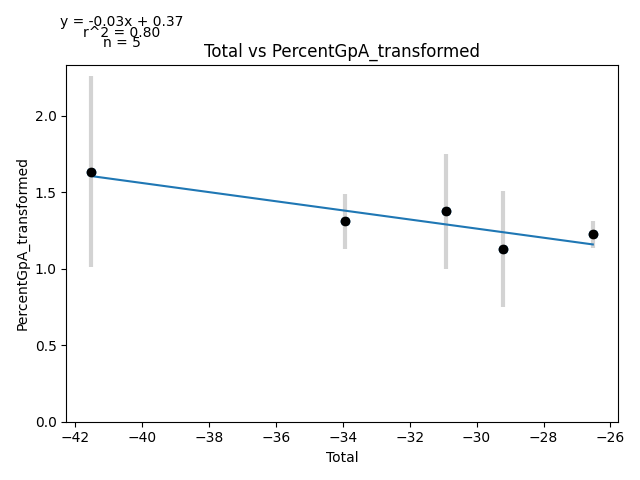 y = -0.03x + 0.37
r^2 = 0.80
n = 5
Total vs PercentGpA_transformed
PercentGpA_transformed
2.0
1.5
1.0
0.5
0.0
−42 −40 −38 −36 −34 −32 −30 −28 −26
Total